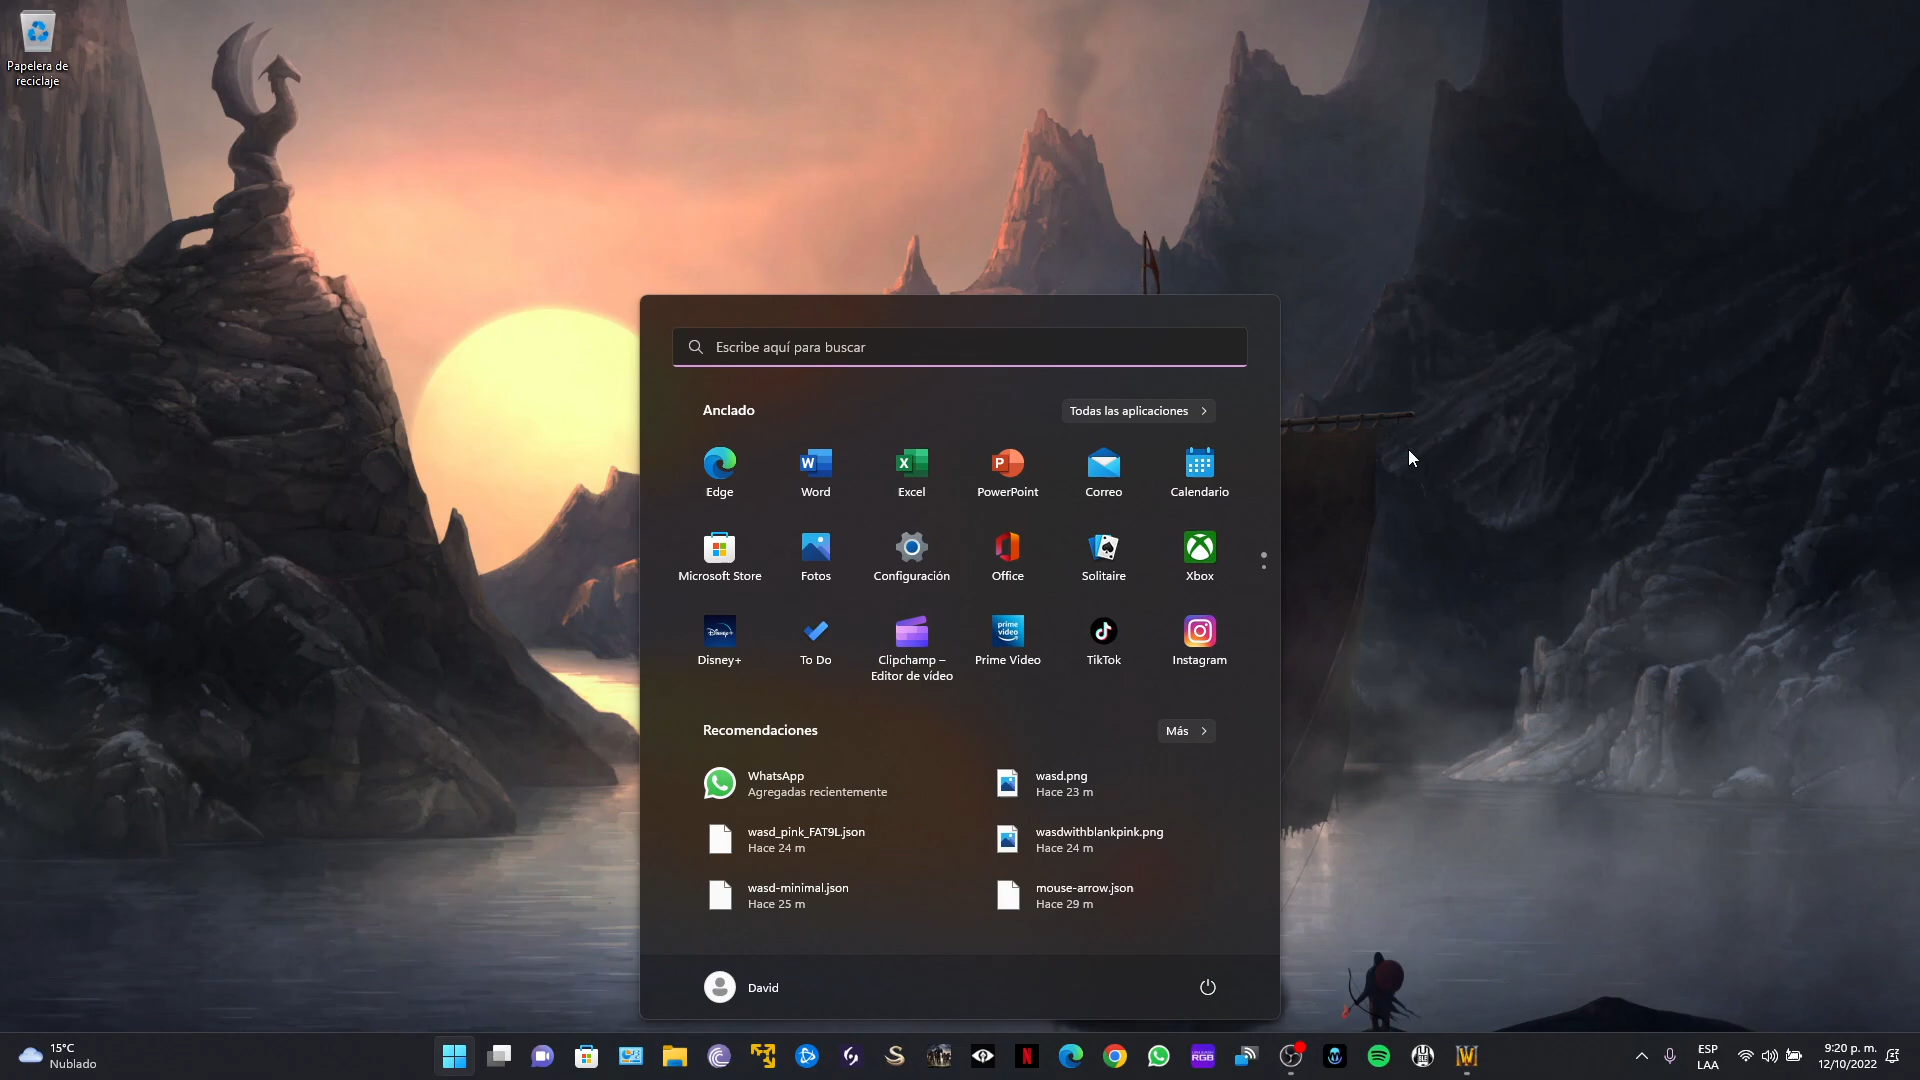 Papelera de
reciclaje
Escribe aquí para buscar
Anclado
Todas las aplicaciones
Edge
Word
Excel
PowerPoint
Correo
Calendario
Microsoft Store
Fotos
Configuración
Office
Solitaire
Xbox
Disney+
To Do
Clipchamp –
Editor de vídeo
Prime Video
TikTok
Instagram
Recomendaciones
Más
WhatsApp
Agregadas recientemente
wasd.png
Hace 23 m
wasd_pink_FAT9L.json
Hace 24 m
wasdwithblankpink.png
Hace 24 m
wasd-minimal.json
Hace 25 m
mouse-arrow.json
Hace 29 m
David
15°C
Nublado
ESP
LAA
9:20 p. m.
12/10/2022